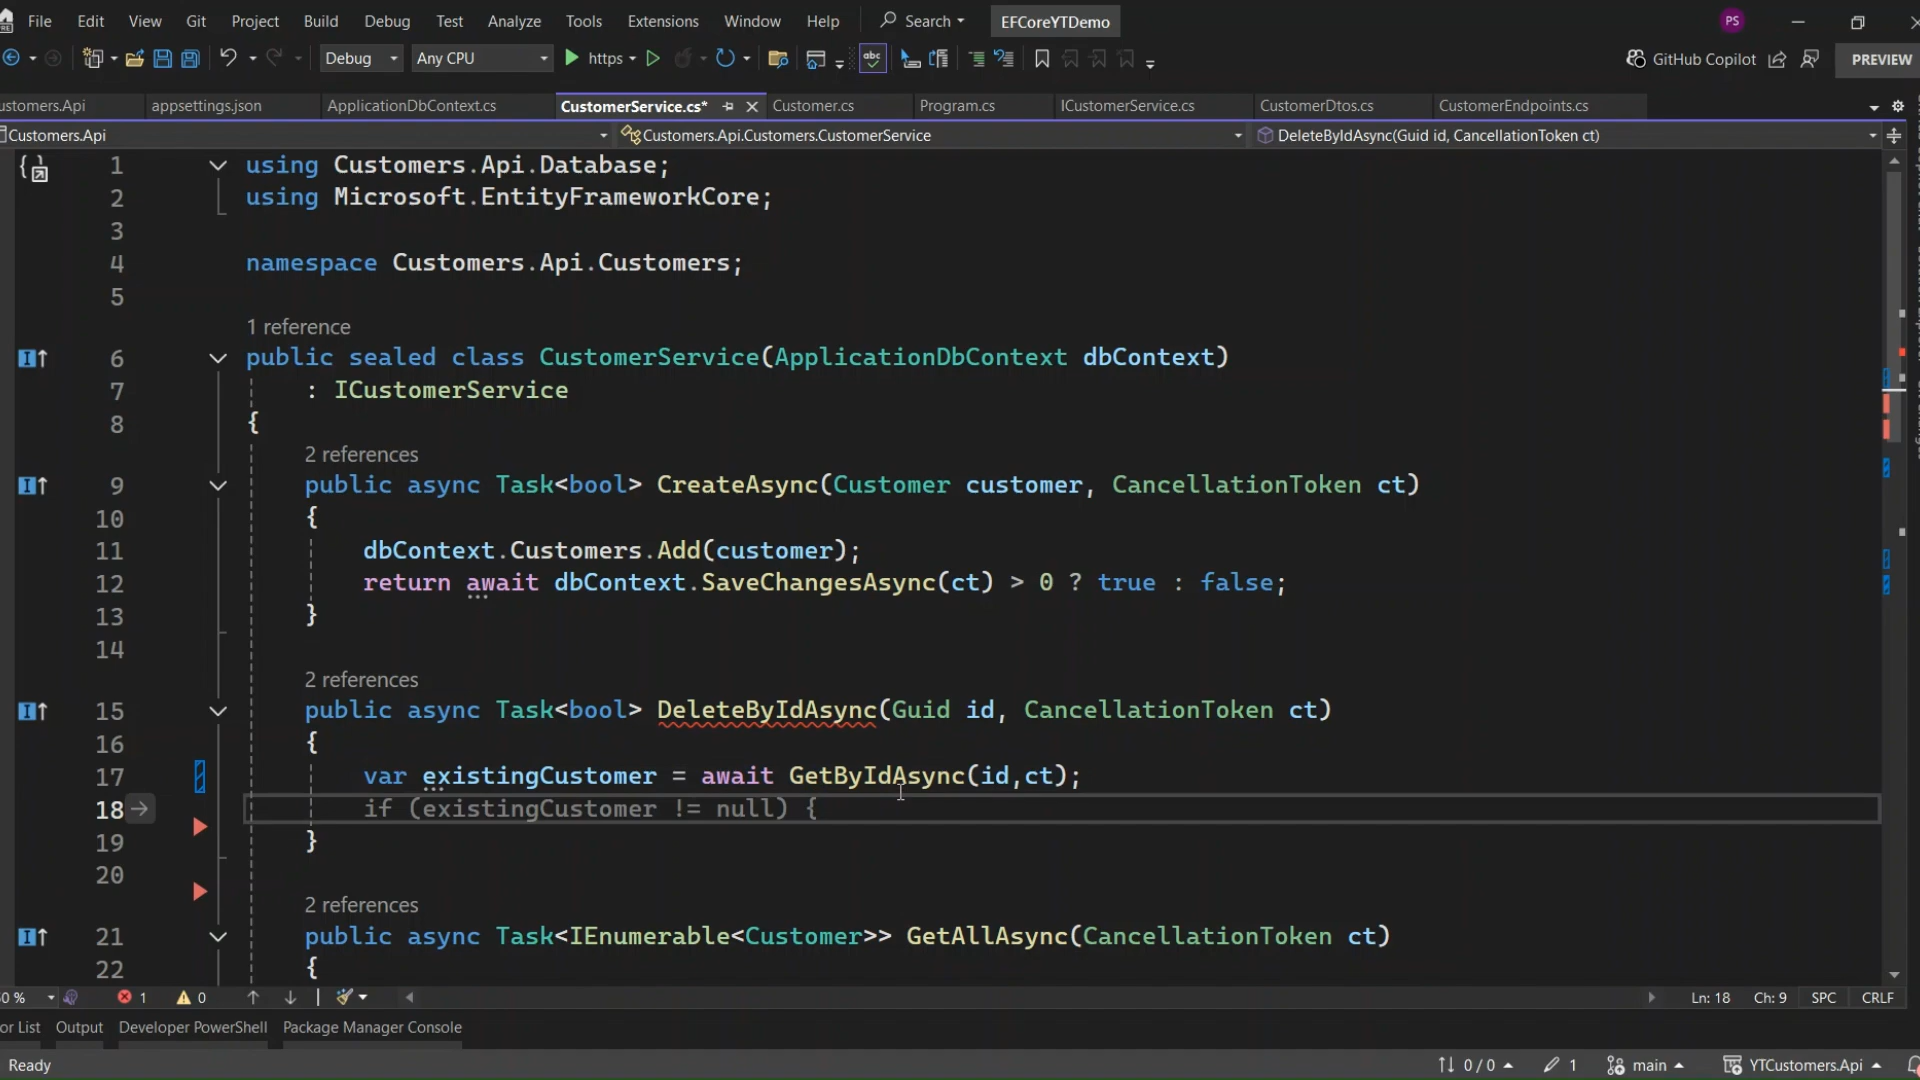 File Edit View Git Project Build Debug Test Analyze Tools Extensions Window Help Search EFCoreYTDemo PS
Debug Any CPU https abc GitHub Copilot PREVIEW
ustomers.Api appsettings.json ApplicationDbContext.cs CustomerService.cs* Customer.cs Program.cs ICustomerService.cs CustomerDtos.cs CustomerEndpoints.cs
Customers.Api Customers.Api.Customers.CustomerService DeleteByIdAsync(Guid id, CancellationToken ct)
1 using Customers.Api.Database;
2 using Microsoft.EntityFrameworkCore;
3
4 namespace Customers.Api.Customers;
5
1 reference
6 public sealed class CustomerService(ApplicationDbContext dbContext)
7 : ICustomerService
8 {
2 references
9 public async Task<bool> CreateAsync(Customer customer, CancellationToken ct)
10 {
11 dbContext.Customers.Add(customer);
12 return await dbContext.SaveChangesAsync(ct) > 0 ? true : false;
13 }
14
2 references
15 public async Task<bool> DeleteByIdAsync(Guid id, CancellationToken ct)
16 {
17 var existingCustomer = await GetByIdAsync(id,ct);
18 if (existingCustomer != null) {
19 }
20
2 references
21 public async Task<IEnumerable<Customer>> GetAllAsync(CancellationToken ct)
22 {
0 % 1 0 Ln: 18 Ch: 9 SPC CRLF
or List Output Developer PowerShell Package Manager Console
Ready 0 / 0 1 main YTCustomers.Api